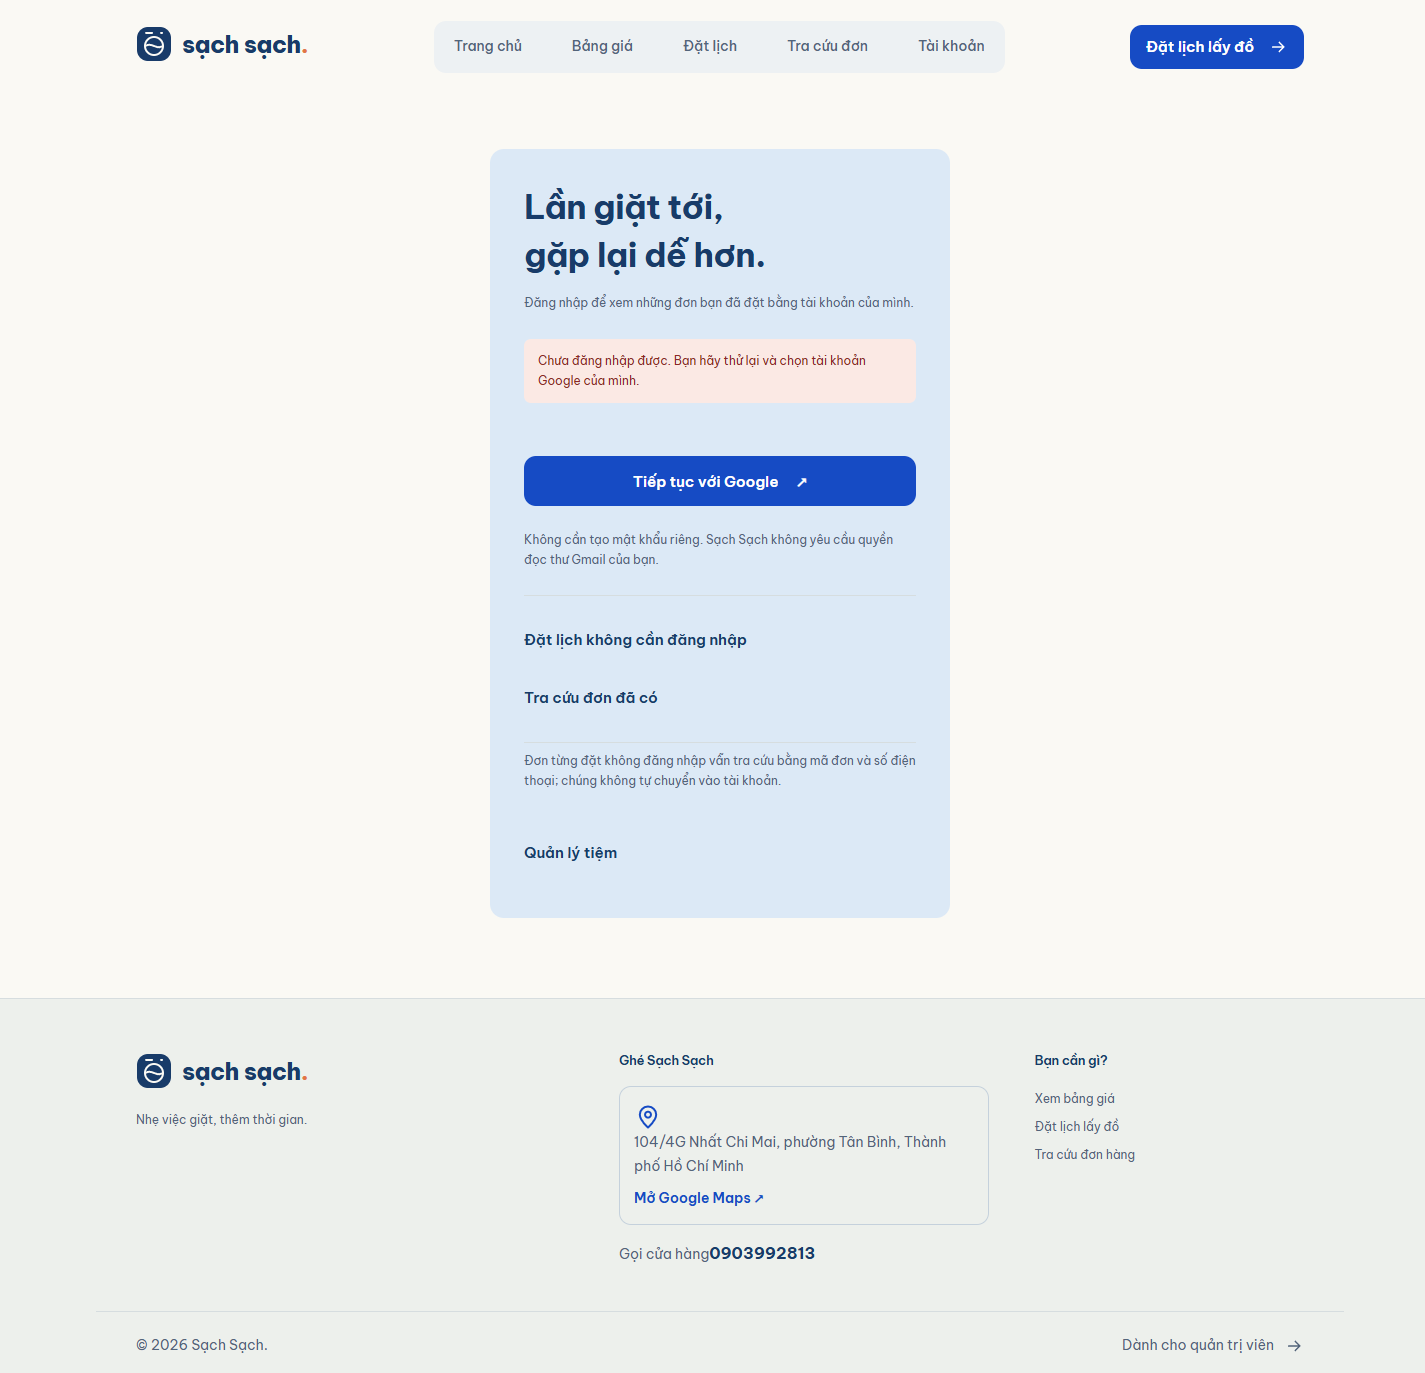 sạch sạch.
Trang chủ
Bảng giá
Đặt lịch
Tra cứu đơn
Tài khoản
Đặt lịch lấy đồ →
Lần giặt tới,
gặp lại dễ hơn.
Đăng nhập để xem những đơn bạn đã đặt bằng tài khoản của mình.
Chưa đăng nhập được. Bạn hãy thử lại và chọn tài khoản
Google của mình.
Tiếp tục với Google ↗
Không cần tạo mật khẩu riêng. Sạch Sạch không yêu cầu quyền
đọc thư Gmail của bạn.
Đặt lịch không cần đăng nhập
Tra cứu đơn đã có
Đơn từng đặt không đăng nhập vẫn tra cứu bằng mã đơn và số điện
thoại; chúng không tự chuyển vào tài khoản.
Quản lý tiệm
sạch sạch.
Nhẹ việc giặt, thêm thời gian.
Ghé Sạch Sạch
104/4G Nhất Chi Mai, phường Tân Bình, Thành
phố Hồ Chí Minh
Mở Google Maps ↗
Gọi cửa hàng0903992813
Bạn cần gì?
Xem bảng giá
Đặt lịch lấy đồ
Tra cứu đơn hàng
© 2026 Sạch Sạch.
Dành cho quản trị viên →